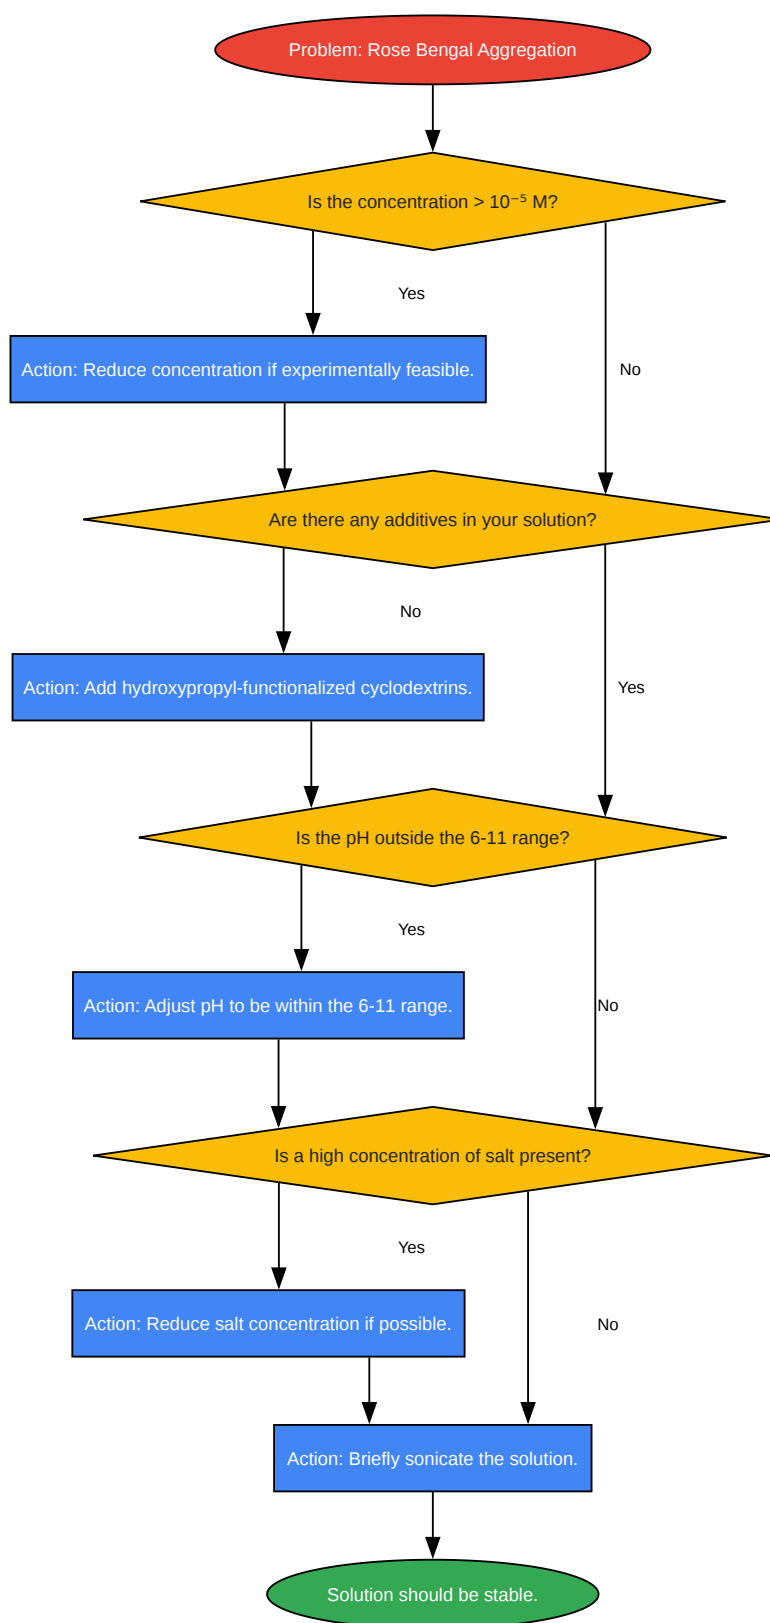 Problem: Rose Bengal Aggregation
Is the concentration > 10⁻⁵ M?
Yes
Action: Reduce concentration if experimentally feasible.
No
Are there any additives in your solution?
No
Action: Add hydroxypropyl-functionalized cyclodextrins.
Yes
Is the pH outside the 6-11 range?
Yes
Action: Adjust pH to be within the 6-11 range.
No
Is a high concentration of salt present?
Yes
Action: Reduce salt concentration if possible.
No
Action: Briefly sonicate the solution.
Solution should be stable.